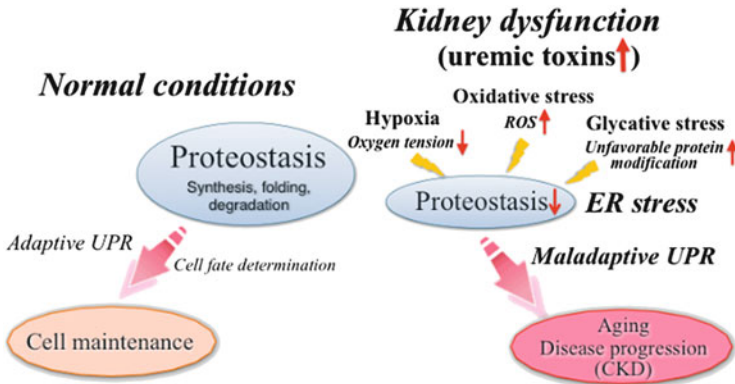 Normal conditions
Proteostasis
Synthesis, folding,
degradation
Adaptive UPR
Cell fate determination
Cell maintenance
Kidney dysfunction
(uremic toxins↑)
Oxidative stress
ROS ↑
Hypoxia
Oxygen tension ↓
Glycative stress
Unfavorable protein ↑
modification
Proteostasis↓
ER stress
Maladaptive UPR
Aging
Disease progression
(CKD)